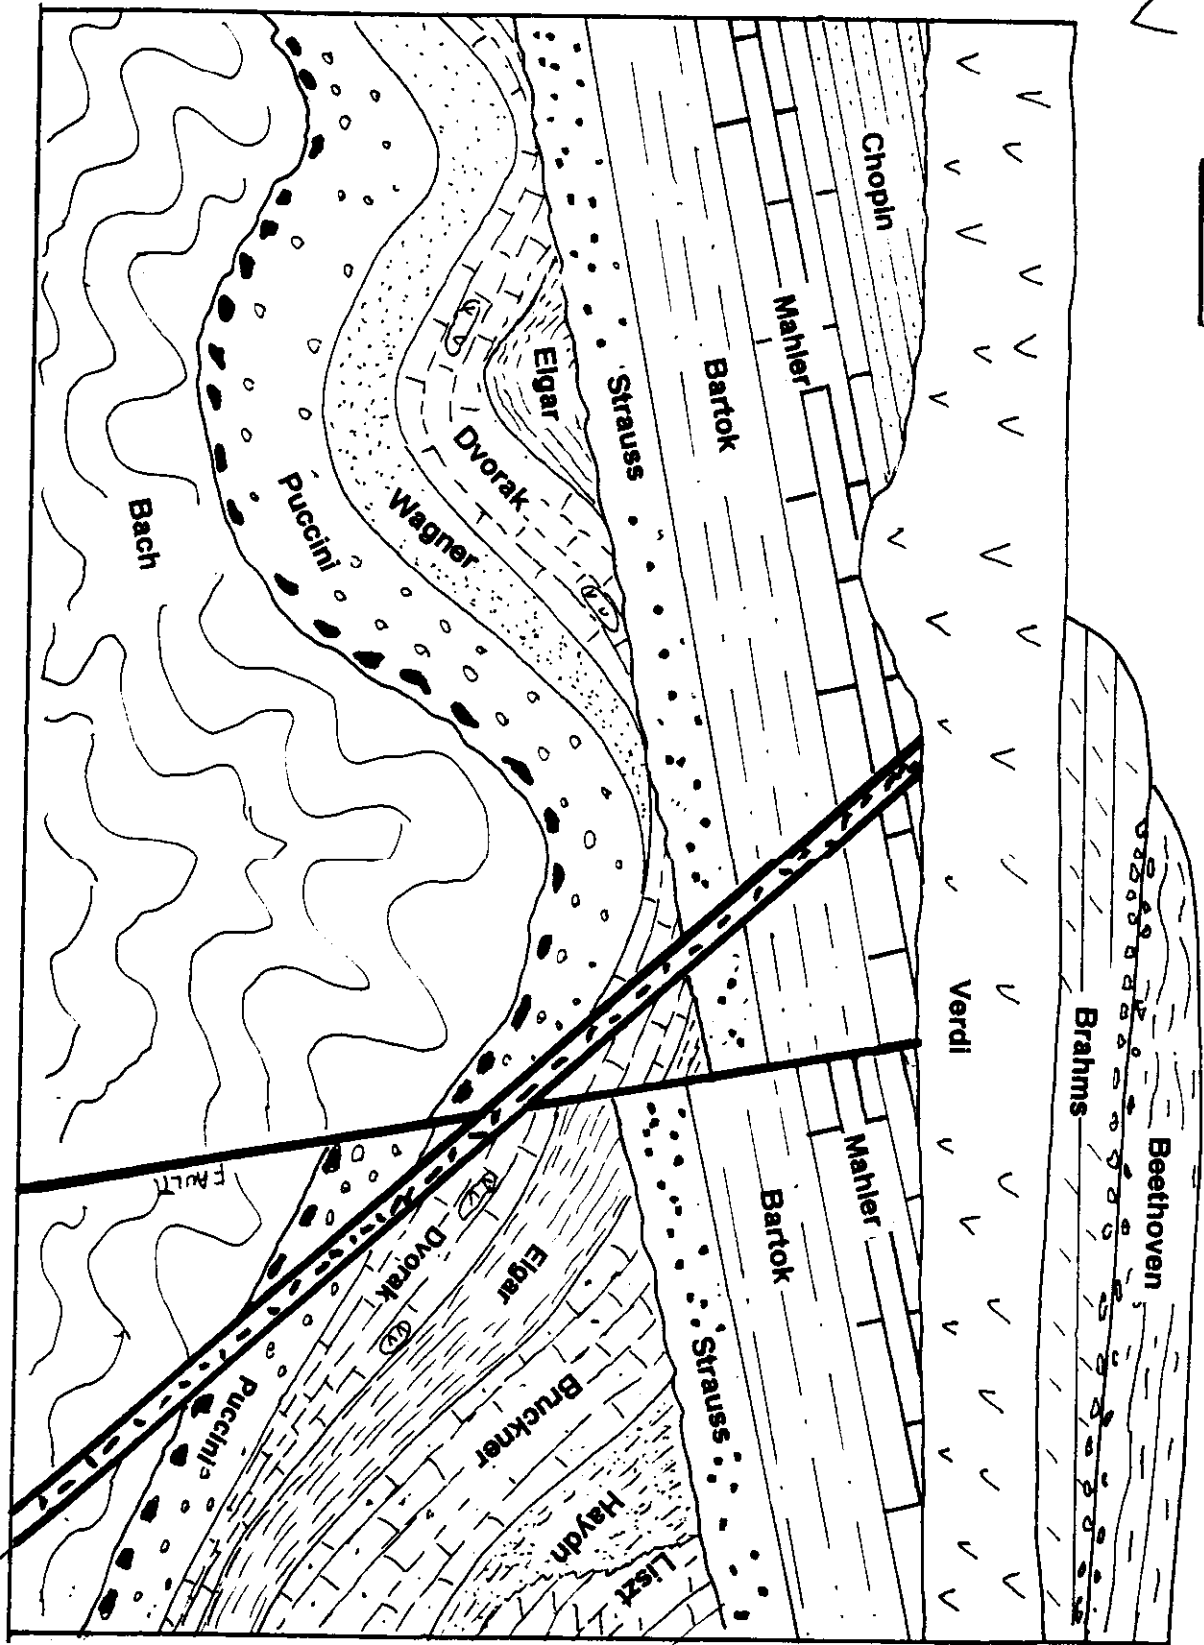 Beethoven
Brahms
Verdi
Chopin
Mahler
Mahler
Bartok
Bartok
Strauss
Strauss
Elgar
Liszt
Haydn
Dvorak
Bruckner
Wagner
Elgar
Puccini
Dvorak
Bach
Puccini
FAULT